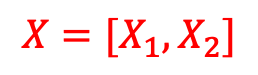 X = [X₁, X₂]